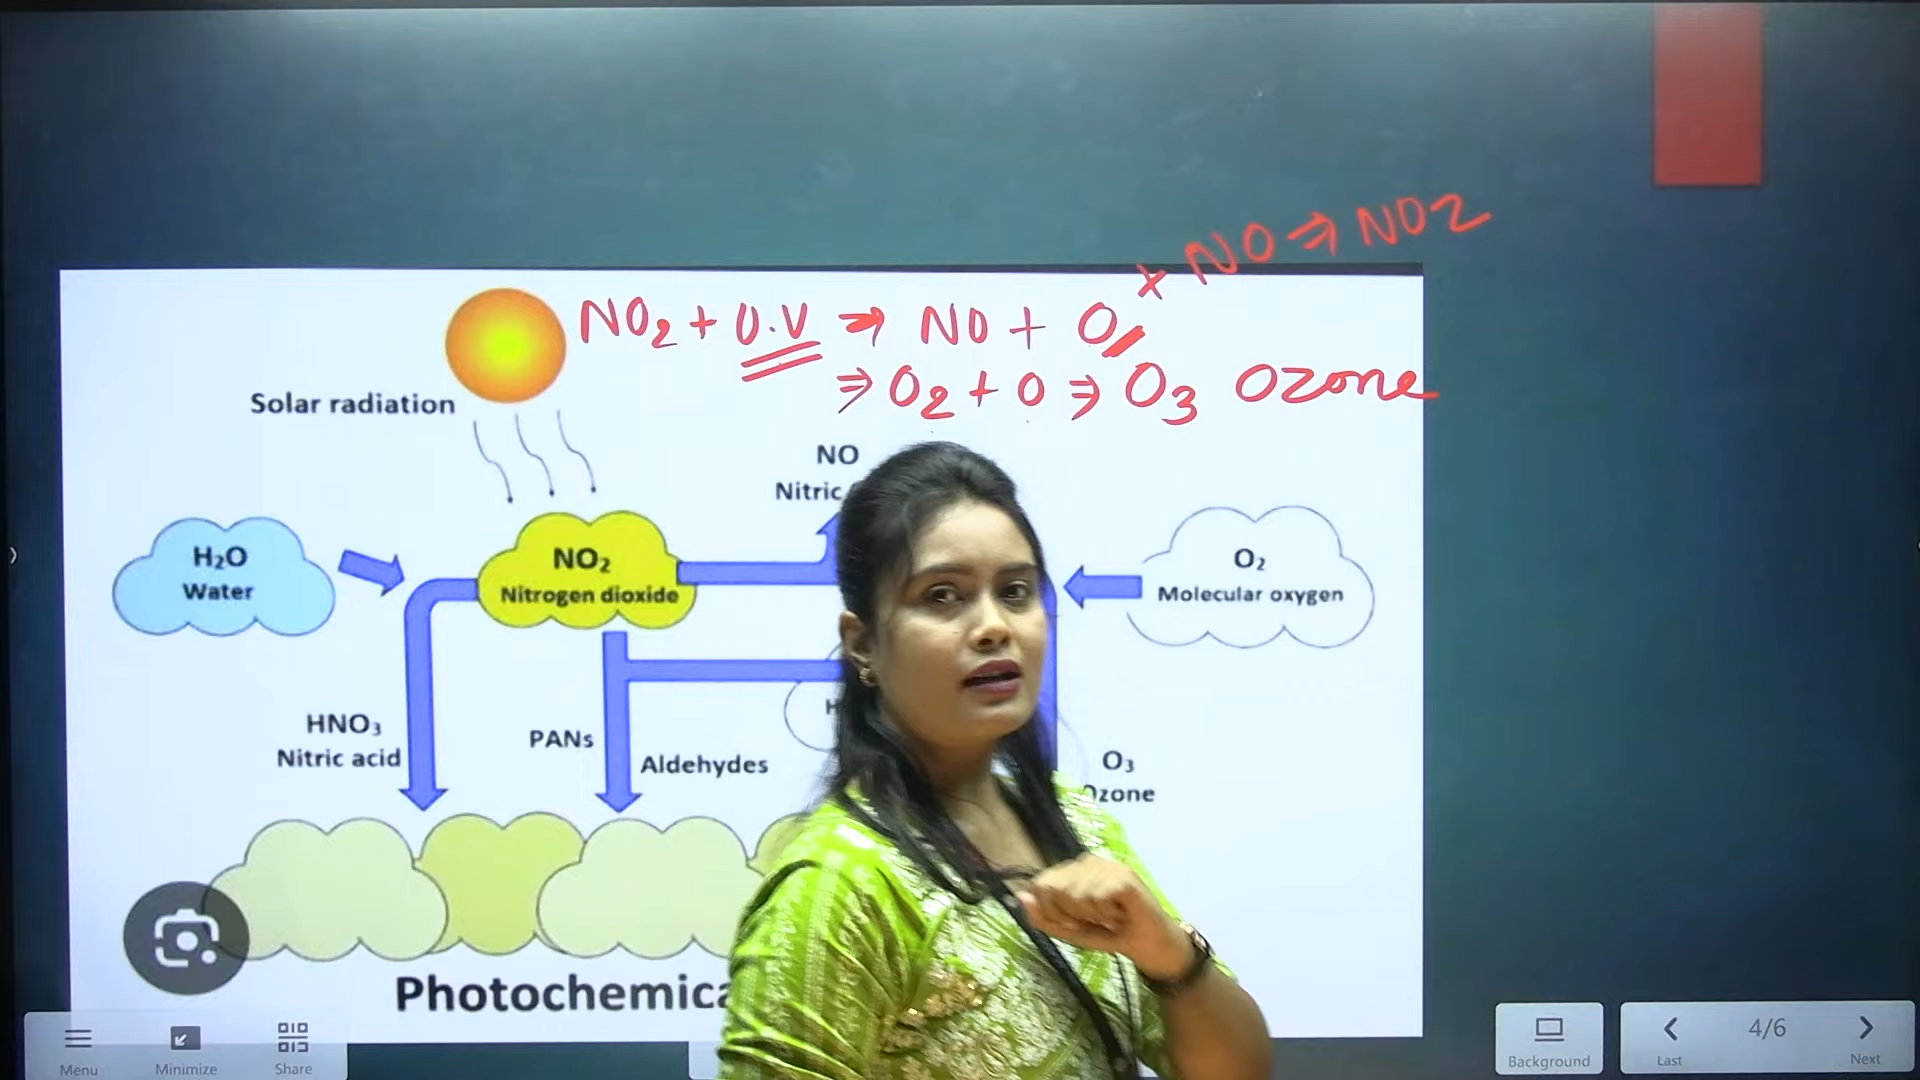 + NO ⇒ NO2
NO₂ + U.V ⇒ NO + O
⇒ O₂ + O ⇒ O₃ Ozone
Solar radiation
NO
Nitric
H₂O
Water
NO₂
Nitrogen dioxide
O₂
Molecular oxygen
HNO₃
Nitric acid
PANs
Aldehydes
H
O₃
Ozone
Photochemica
Menu
Minimize
Share
Background
4/6
Last
Next